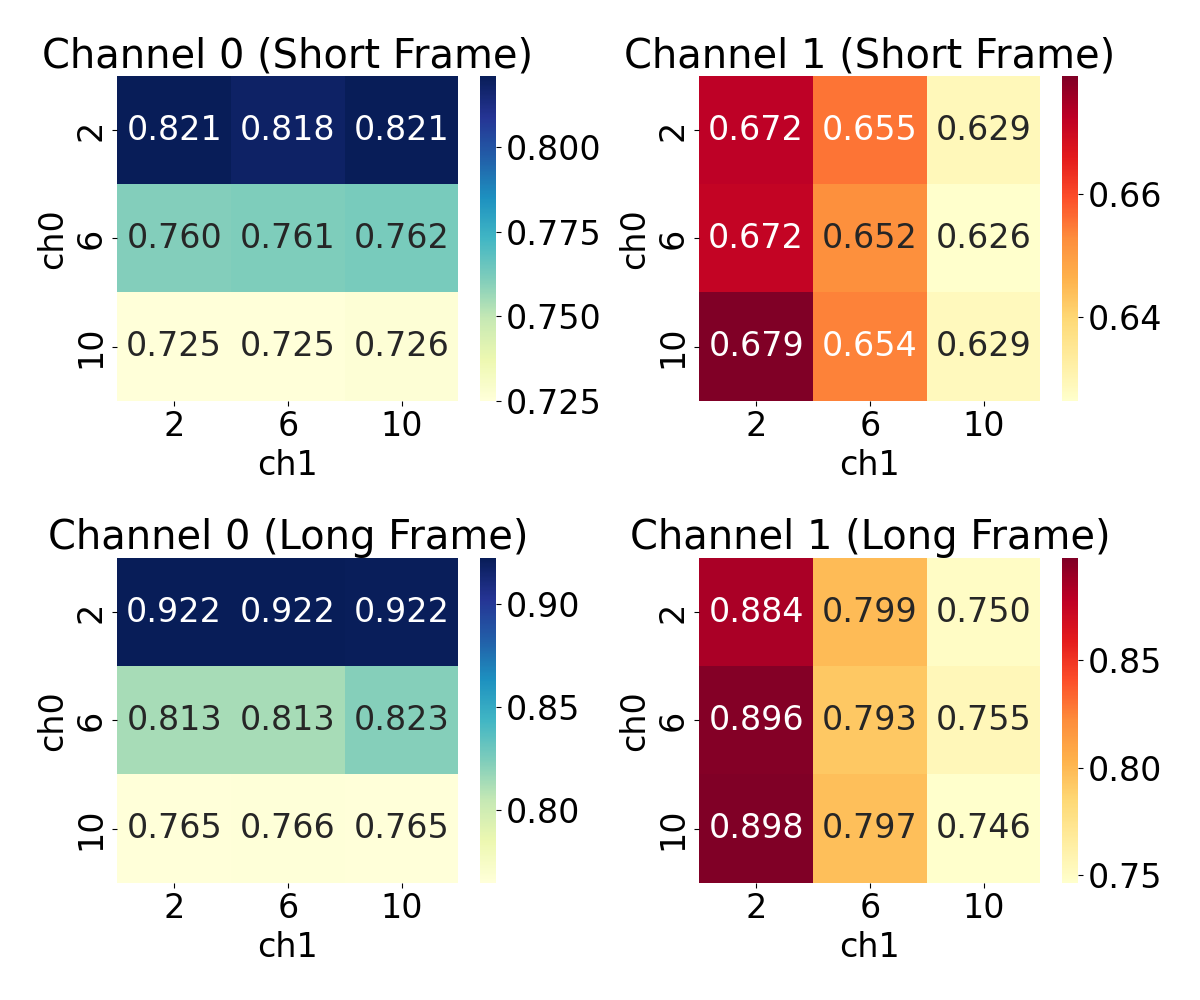 Channel 0 (Short Frame)
ch0
2
6
10
0.821 0.818 0.821
0.760 0.761 0.762
0.725 0.725 0.726
2 6 10
ch1
0.800
0.775
0.750
0.725
Channel 1 (Short Frame)
ch0
2
6
10
0.672 0.655 0.629
0.672 0.652 0.626
0.679 0.654 0.629
2 6 10
ch1
0.66
0.64
Channel 0 (Long Frame)
ch0
2
6
10
0.922 0.922 0.922
0.813 0.813 0.823
0.765 0.766 0.765
2 6 10
ch1
0.90
0.85
0.80
Channel 1 (Long Frame)
ch0
2
6
10
0.884 0.799 0.750
0.896 0.793 0.755
0.898 0.797 0.746
2 6 10
ch1
0.85
0.80
0.75